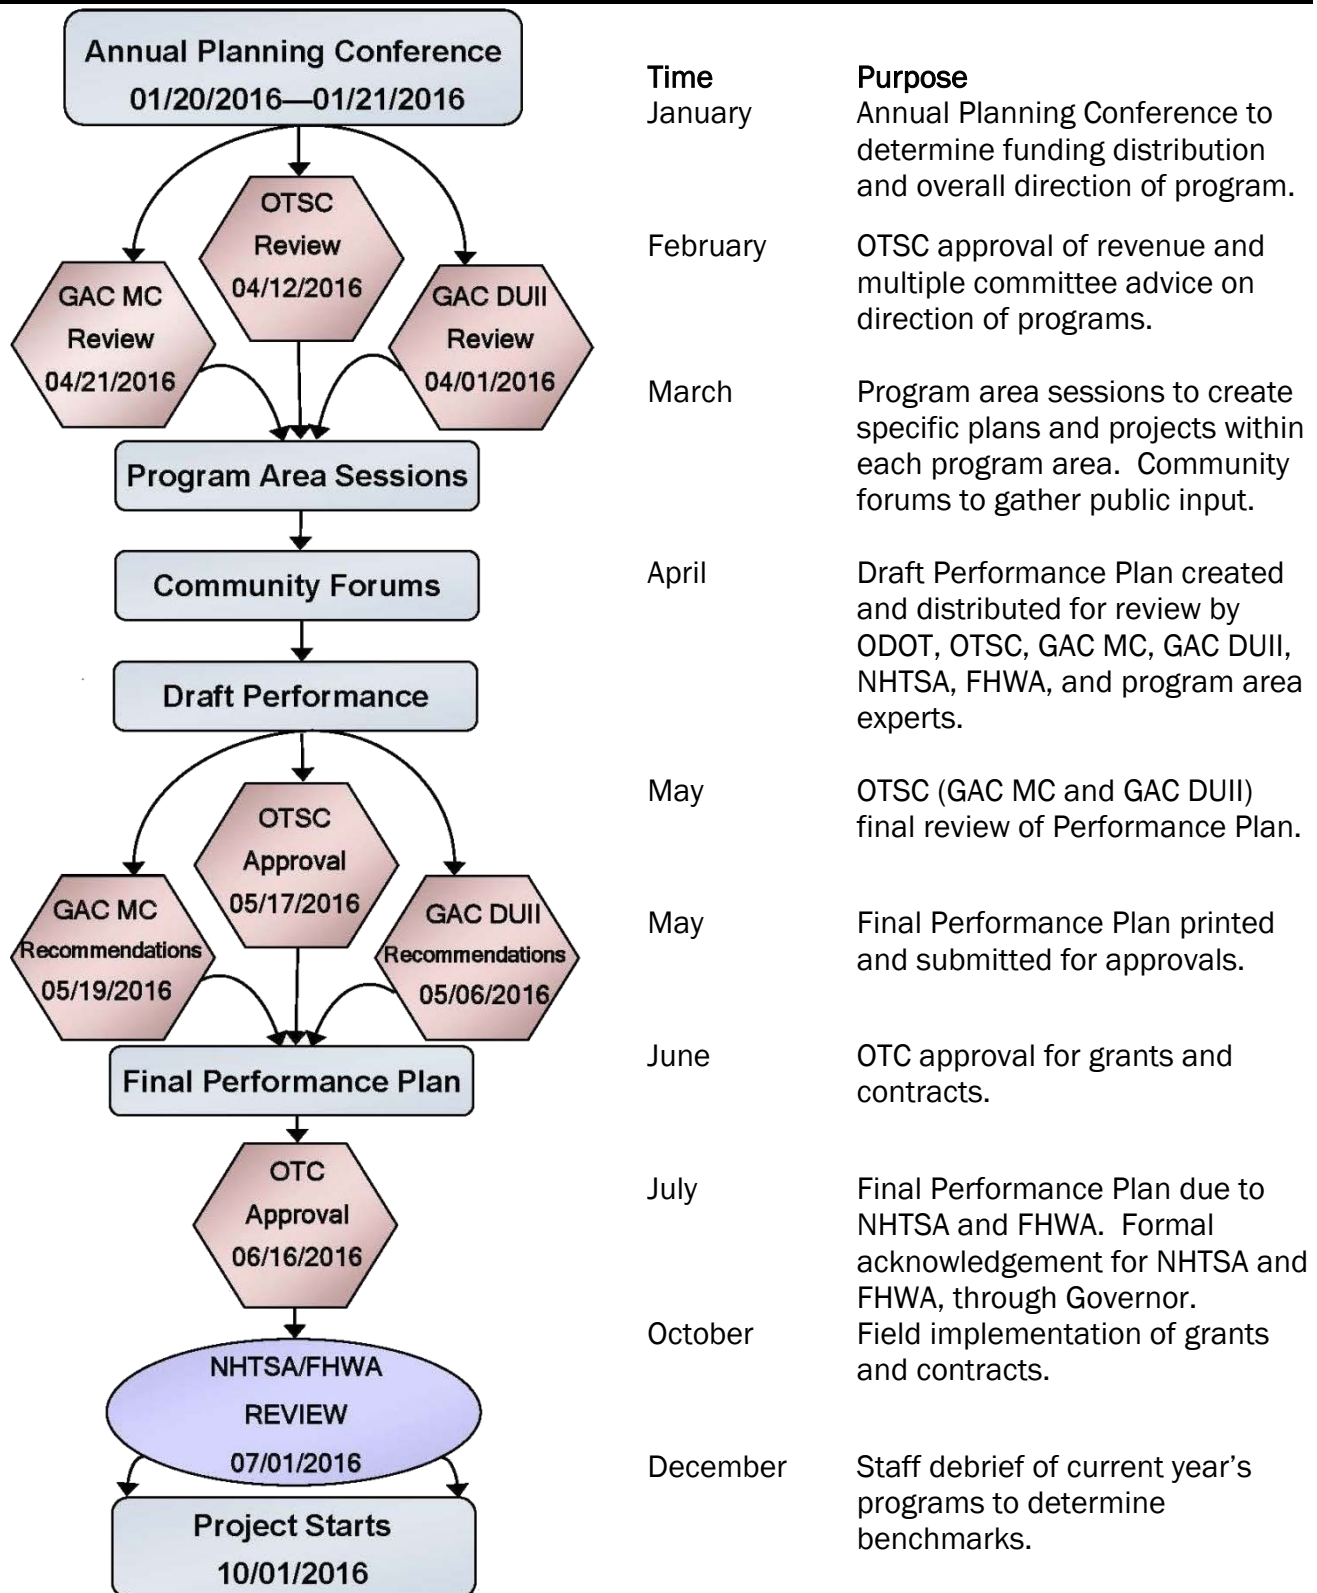 Annual Planning Conference
01/20/2016—01/21/2016
OTSC
Review
04/12/2016
GAC MC
Review
04/21/2016
GAC DUII
Review
04/01/2016
Program Area Sessions
Community Forums
Draft Performance
OTSC
Approval
05/17/2016
GAC MC
Recommendations
05/19/2016
GAC DUII
Recommendations
05/06/2016
Final Performance Plan
OTC
Approval
06/16/2016
NHTSA/FHWA
REVIEW
07/01/2016
Project Starts
10/01/2016
Time Purpose
January Annual Planning Conference to
determine funding distribution
and overall direction of program.
February OTSC approval of revenue and
multiple committee advice on
direction of programs.
March Program area sessions to create
specific plans and projects within
each program area.  Community
forums to gather public input.
April Draft Performance Plan created
and distributed for review by
ODOT, OTSC, GAC MC, GAC DUII,
NHTSA, FHWA, and program area
experts.
May OTSC (GAC MC and GAC DUII)
final review of Performance Plan.
May Final Performance Plan printed
and submitted for approvals.
June OTC approval for grants and
contracts.
July Final Performance Plan due to
NHTSA and FHWA.  Formal
acknowledgement for NHTSA and
FHWA, through Governor.
October Field implementation of grants
and contracts.
December Staff debrief of current year’s
programs to determine
benchmarks.